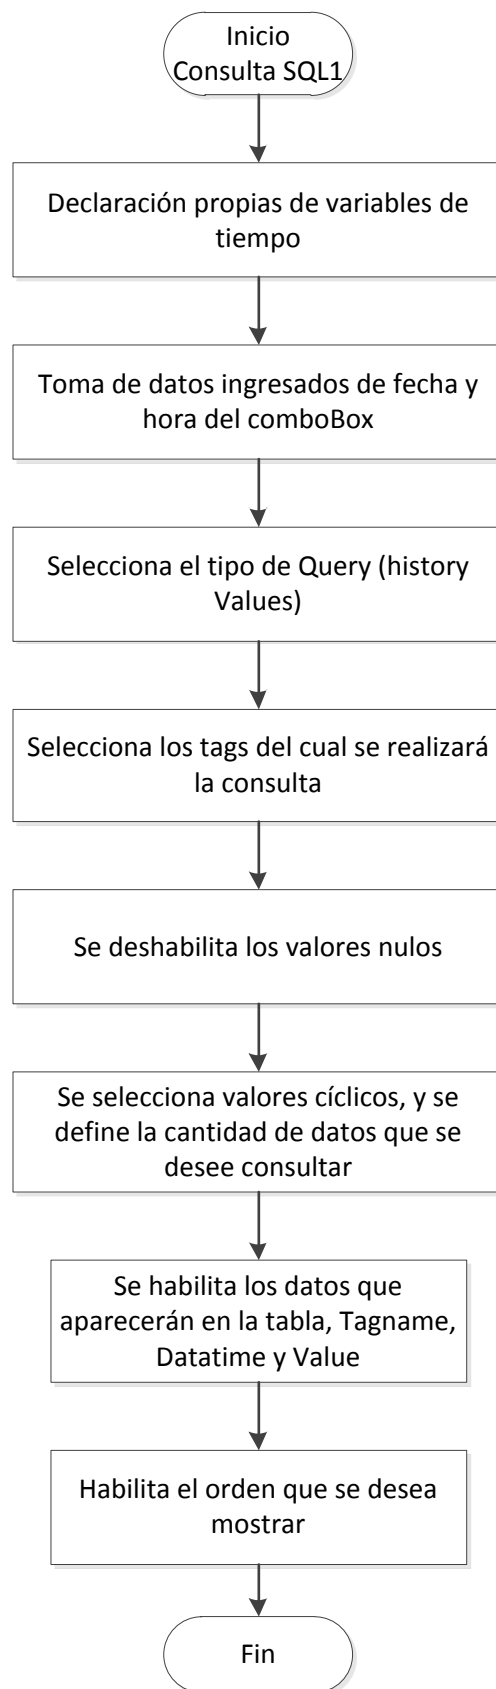 Inicio
Consulta SQL1
Declaración propias de variables de
tiempo
Toma de datos ingresados de fecha y
hora del comboBox
Selecciona el tipo de Query (history
Values)
Selecciona los tags del cual se realizará
la consulta
Se deshabilita los valores nulos
Se selecciona valores cíclicos, y se
define la cantidad de datos que se
desee consultar
Se habilita los datos que
aparecerán en la tabla, Tagname,
Datatime y Value
Habilita el orden que se desea
mostrar
Fin